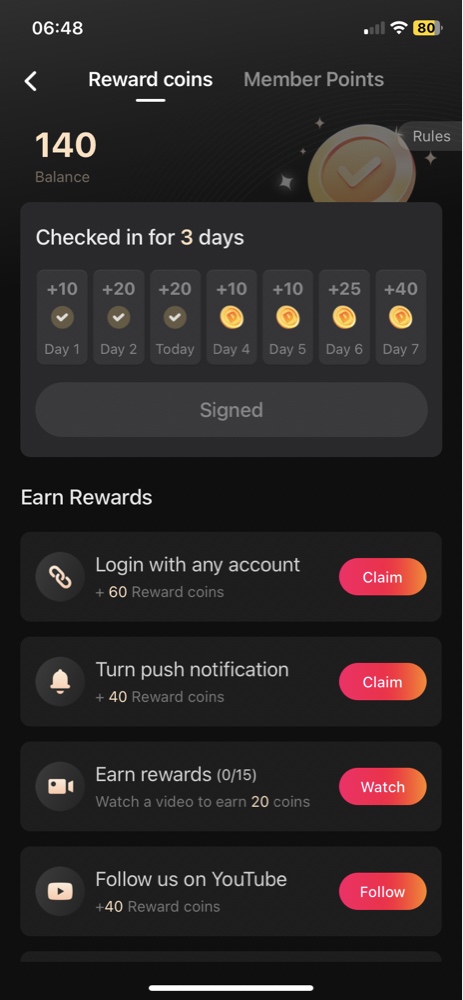 06:48
80
Reward coins
Member Points
140
Balance
Rules
Checked in for 3 days
+10 +20 +20 +10 +10 +25 +40
Day 1 Day 2 Today Day 4 Day 5 Day 6 Day 7
Signed
Earn Rewards
Login with any account
+ 60 Reward coins
Claim
Turn push notification
+ 40 Reward coins
Claim
Earn rewards (0/15)
Watch a video to earn 20 coins
Watch
Follow us on YouTube
+40 Reward coins
Follow